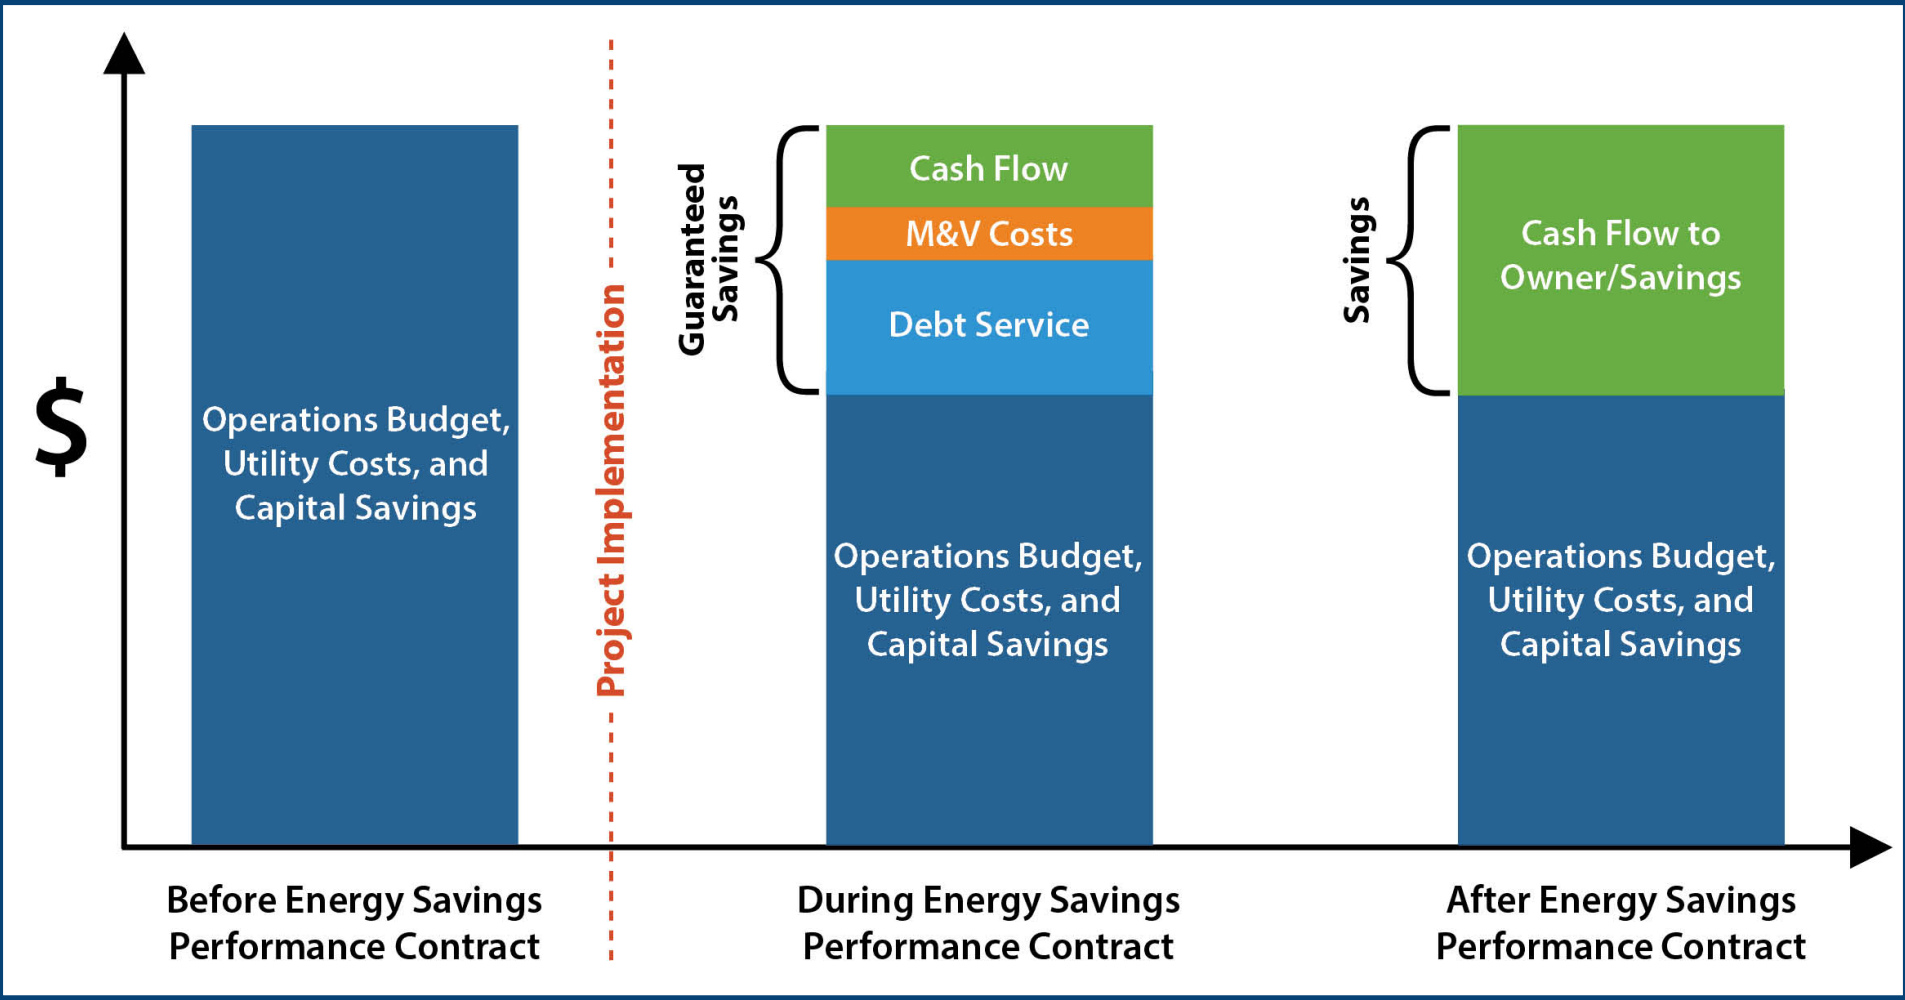 $
Operations Budget,
Utility Costs, and
Capital Savings
Before Energy Savings
Performance Contract
Project Implementation
Guaranteed
Savings
Cash Flow
M&V Costs
Debt Service
Operations Budget,
Utility Costs, and
Capital Savings
During Energy Savings
Performance Contract
Savings
Cash Flow to
Owner/Savings
Operations Budget,
Utility Costs, and
Capital Savings
After Energy Savings
Performance Contract